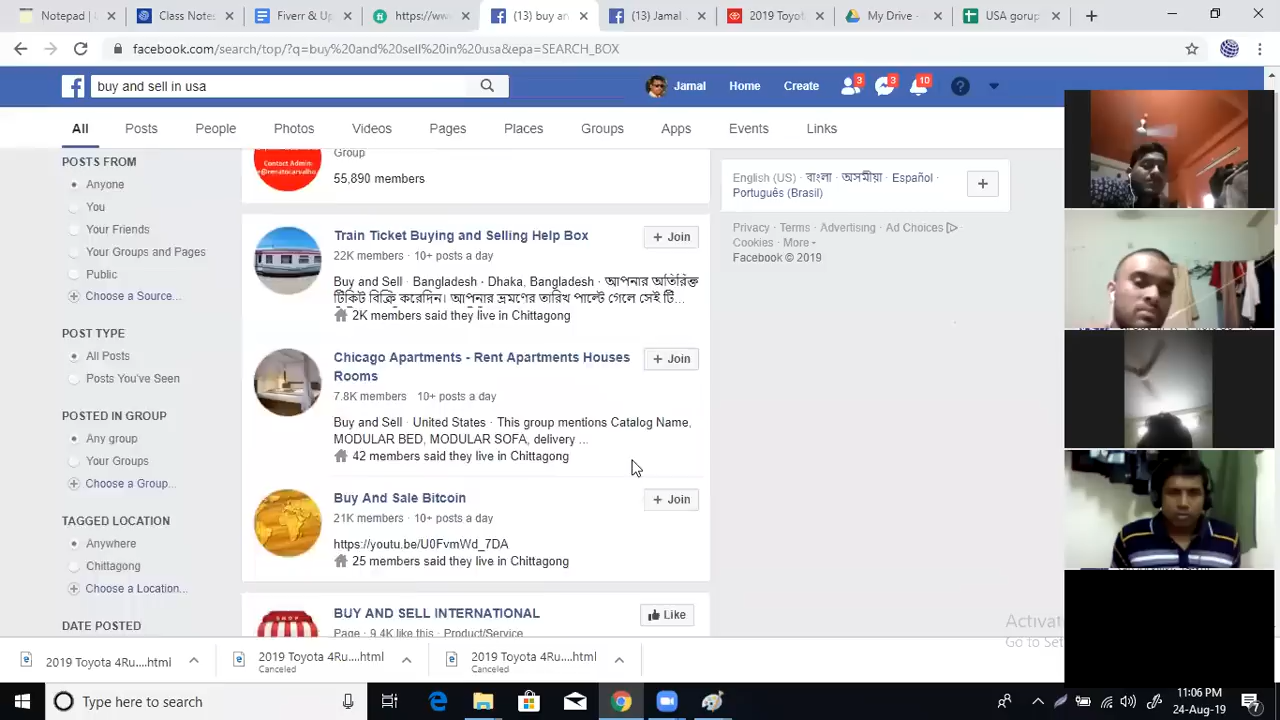 Notepad | L
Class Notes
Fiverr & Up
https://ww
(13) buy an
(13) Jamal
2019 Toyot
My Drive -
USA gorup
facebook.com/search/top/?q=buy%20and%20sell%20in%20usa&epa=SEARCH_BOX
buy and sell in usa
Jamal
Home
Create
3
3
10
All
Posts
People
Photos
Videos
Pages
Places
Groups
Apps
Events
Links
POSTS FROM
Anyone
You
Your Friends
Your Groups and Pages
Public
Choose a Source...
POST TYPE
All Posts
Posts You've Seen
POSTED IN GROUP
Any group
Your Groups
Choose a Group...
TAGGED LOCATION
Anywhere
Chittagong
Choose a Location...
DATE POSTED
Contact Admin:
Group
55,890 members
Train Ticket Buying and Selling Help Box
+ Join
22K members · 10+ posts a day
Buy and Sell · Bangladesh · Dhaka, Bangladesh · আপনার অতিরিক্ত
টিকিট বিক্রি করেদিন। আপনার ভ্রমণের তারিখ পাল্টে গেলে সেই টি...
2K members said they live in Chittagong
Chicago Apartments - Rent Apartments Houses
Rooms
+ Join
7.8K members · 10+ posts a day
Buy and Sell · United States · This group mentions Catalog Name,
MODULAR BED, MODULAR SOFA, delivery ...
42 members said they live in Chittagong
Buy And Sale Bitcoin
+ Join
21K members · 10+ posts a day
https://youtu.be/U0FvmWd_7DA
25 members said they live in Chittagong
SHOP
BUY AND SELL INTERNATIONAL
Like
Page · 9.4K like this · Product/Service
English (US) · বাংলা · অসমীয়া · Español ·
Português (Brasil)
Privacy · Terms · Advertising · Ad Choices
Cookies · More
Facebook © 2019
Activat
Go to Set
2019 Toyota 4Ru....html
2019 Toyota 4Ru....html
Canceled
2019 Toyota 4Ru....html
Canceled
Type here to search
11:06 PM
24-Aug-19
7